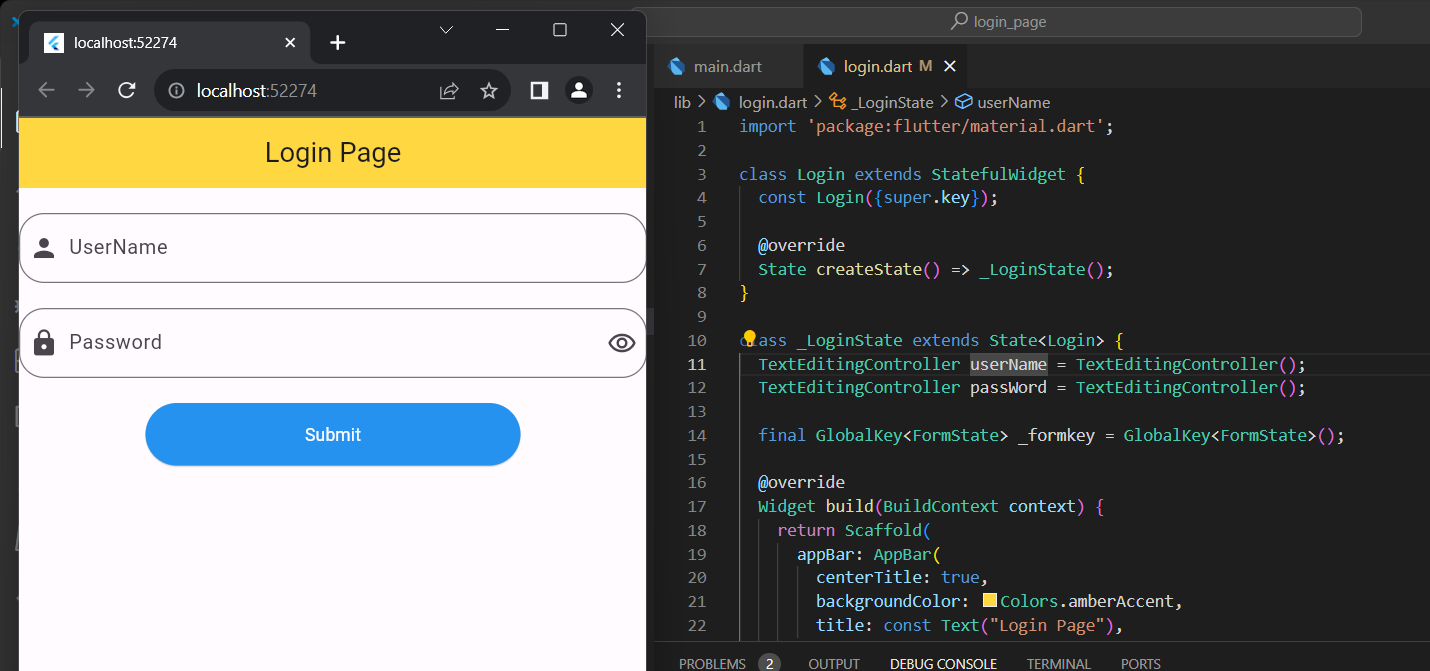 localhost:52274
localhost:52274
Login Page
UserName
Password
Submit
login_page
main.dart
login.dart M
lib > login.dart > _LoginState > userName
1 import 'package:flutter/material.dart';
2
3 class Login extends StatefulWidget {
4 const Login({super.key});
5
6 @override
7 State createState() => _LoginState();
8 }
9
10 class _LoginState extends State<Login> {
11 TextEditingController userName = TextEditingController();
12 TextEditingController passWord = TextEditingController();
13
14 final GlobalKey<FormState> _formkey = GlobalKey<FormState>();
15
16 @override
17 Widget build(BuildContext context) {
18 return Scaffold(
19 appBar: AppBar(
20 centerTitle: true,
21 backgroundColor: Colors.amberAccent,
22 title: const Text("Login Page"),
PROBLEMS 2 OUTPUT DEBUG CONSOLE TERMINAL PORTS